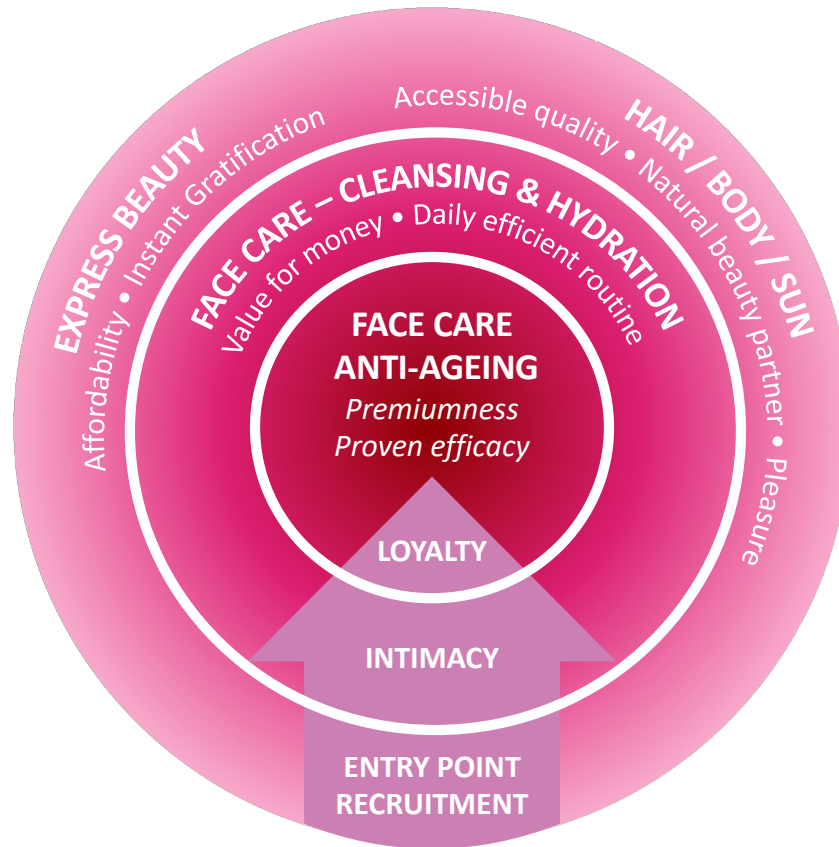 EXPRESS BEAUTY
Affordability • Instant Gratification
HAIR / BODY / SUN
Accessible quality • Natural beauty partner • Pleasure
FACE CARE – CLEANSING & HYDRATION
Value for money • Daily efficient routine
FACE CARE
ANTI-AGEING
Premiumness
Proven efficacy
LOYALTY
INTIMACY
ENTRY POINT
RECRUITMENT